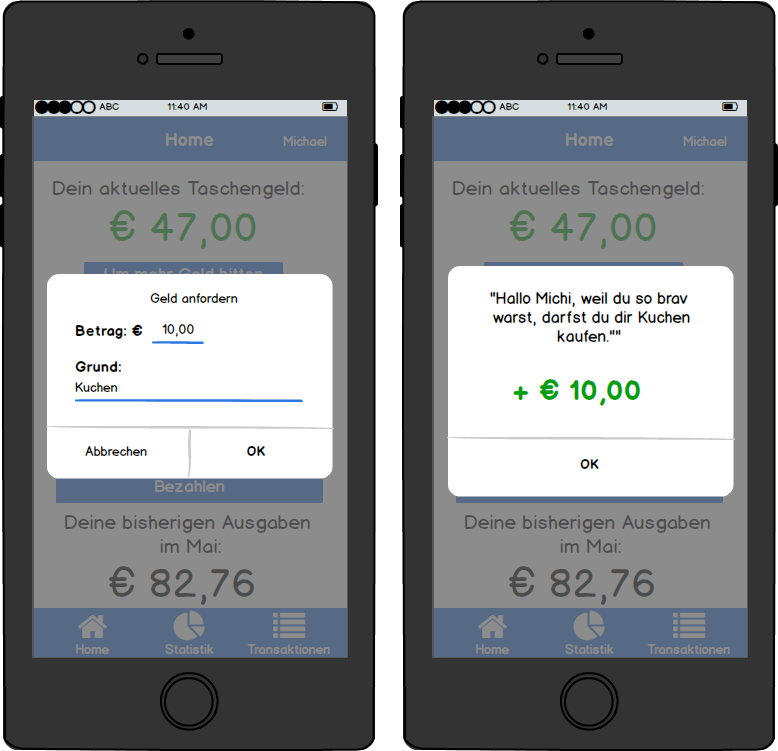 ABC 11:40 AM
Home Michael
Dein aktuelles Taschengeld:
€ 47,00
Um mehr Geld bitten
Geld anfordern
Betrag: € 10,00
Grund:
Kuchen
Abbrechen OK
Bezahlen
Deine bisherigen Ausgaben
im Mai:
€ 82,76
Home Statistik Transaktionen
ABC 11:40 AM
Home Michael
Dein aktuelles Taschengeld:
€ 47,00
"Hallo Michi, weil du so brav
warst, darfst du dir Kuchen
kaufen.""
+ € 10,00
OK
Deine bisherigen Ausgaben
im Mai:
€ 82,76
Home Statistik Transaktionen